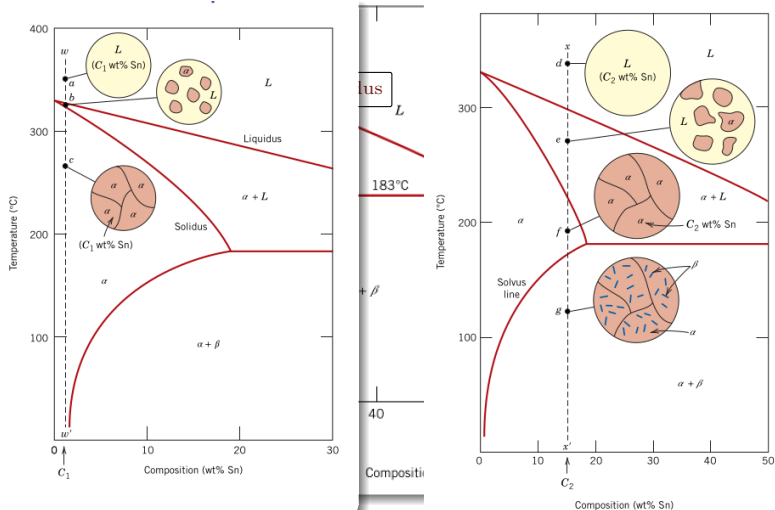 400
300
200
100
0
10
20
30
Temperature (°C)
Composition (wt% Sn)
w
L
(C₁ wt% Sn)
a
b
α
L
L
Liquidus
c
α
α
α
α
α
(C₁ wt% Sn)
Solidus
α + L
α
α + β
w′
C₁
40
dus
L
183°C
+ β
40
Compositi
300
200
100
0
10
20
30
40
50
Temperature (°C)
Composition (wt% Sn)
x
d
L
(C₂ wt% Sn)
L
L
α
e
α
α
α
α
C₂ wt% Sn
α + L
α
f
Solvus
line
β
g
α
α + β
x′
C₂